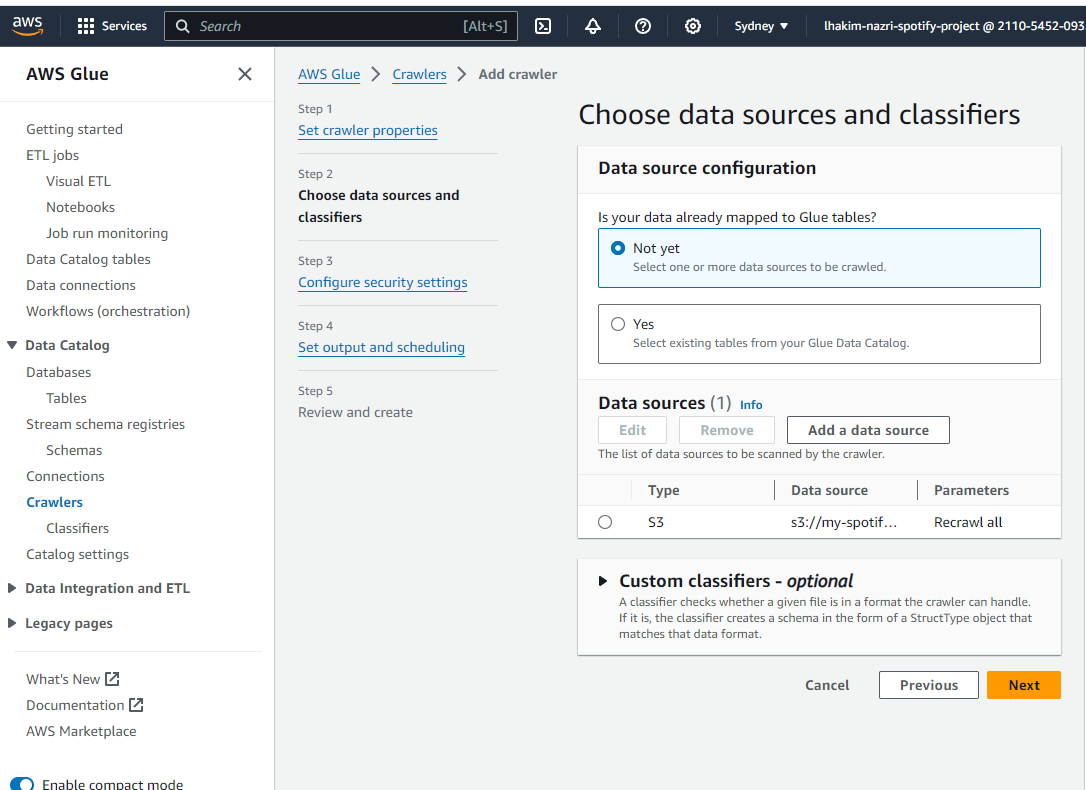 aws
Services
Search
[Alt+S]
Sydney
lhakim-nazri-spotify-project @ 2110-5452-093
AWS Glue
Getting started
ETL jobs
Visual ETL
Notebooks
Job run monitoring
Data Catalog tables
Data connections
Workflows (orchestration)
Data Catalog
Databases
Tables
Stream schema registries
Schemas
Connections
Crawlers
Classifiers
Catalog settings
Data Integration and ETL
Legacy pages
What's New
Documentation
AWS Marketplace
Enable compact mode
AWS Glue > Crawlers > Add crawler
Step 1
Set crawler properties
Step 2
Choose data sources and
classifiers
Step 3
Configure security settings
Step 4
Set output and scheduling
Step 5
Review and create
Choose data sources and classifiers
Data source configuration
Is your data already mapped to Glue tables?
Not yet
Select one or more data sources to be crawled.
Yes
Select existing tables from your Glue Data Catalog.
Data sources (1) Info
Edit
Remove
Add a data source
The list of data sources to be scanned by the crawler.
Type
Data source
Parameters
S3
s3://my-spotif...
Recrawl all
Custom classifiers - optional
A classifier checks whether a given file is in a format the crawler can handle.
If it is, the classifier creates a schema in the form of a StructType object that
matches that data format.
Cancel
Previous
Next